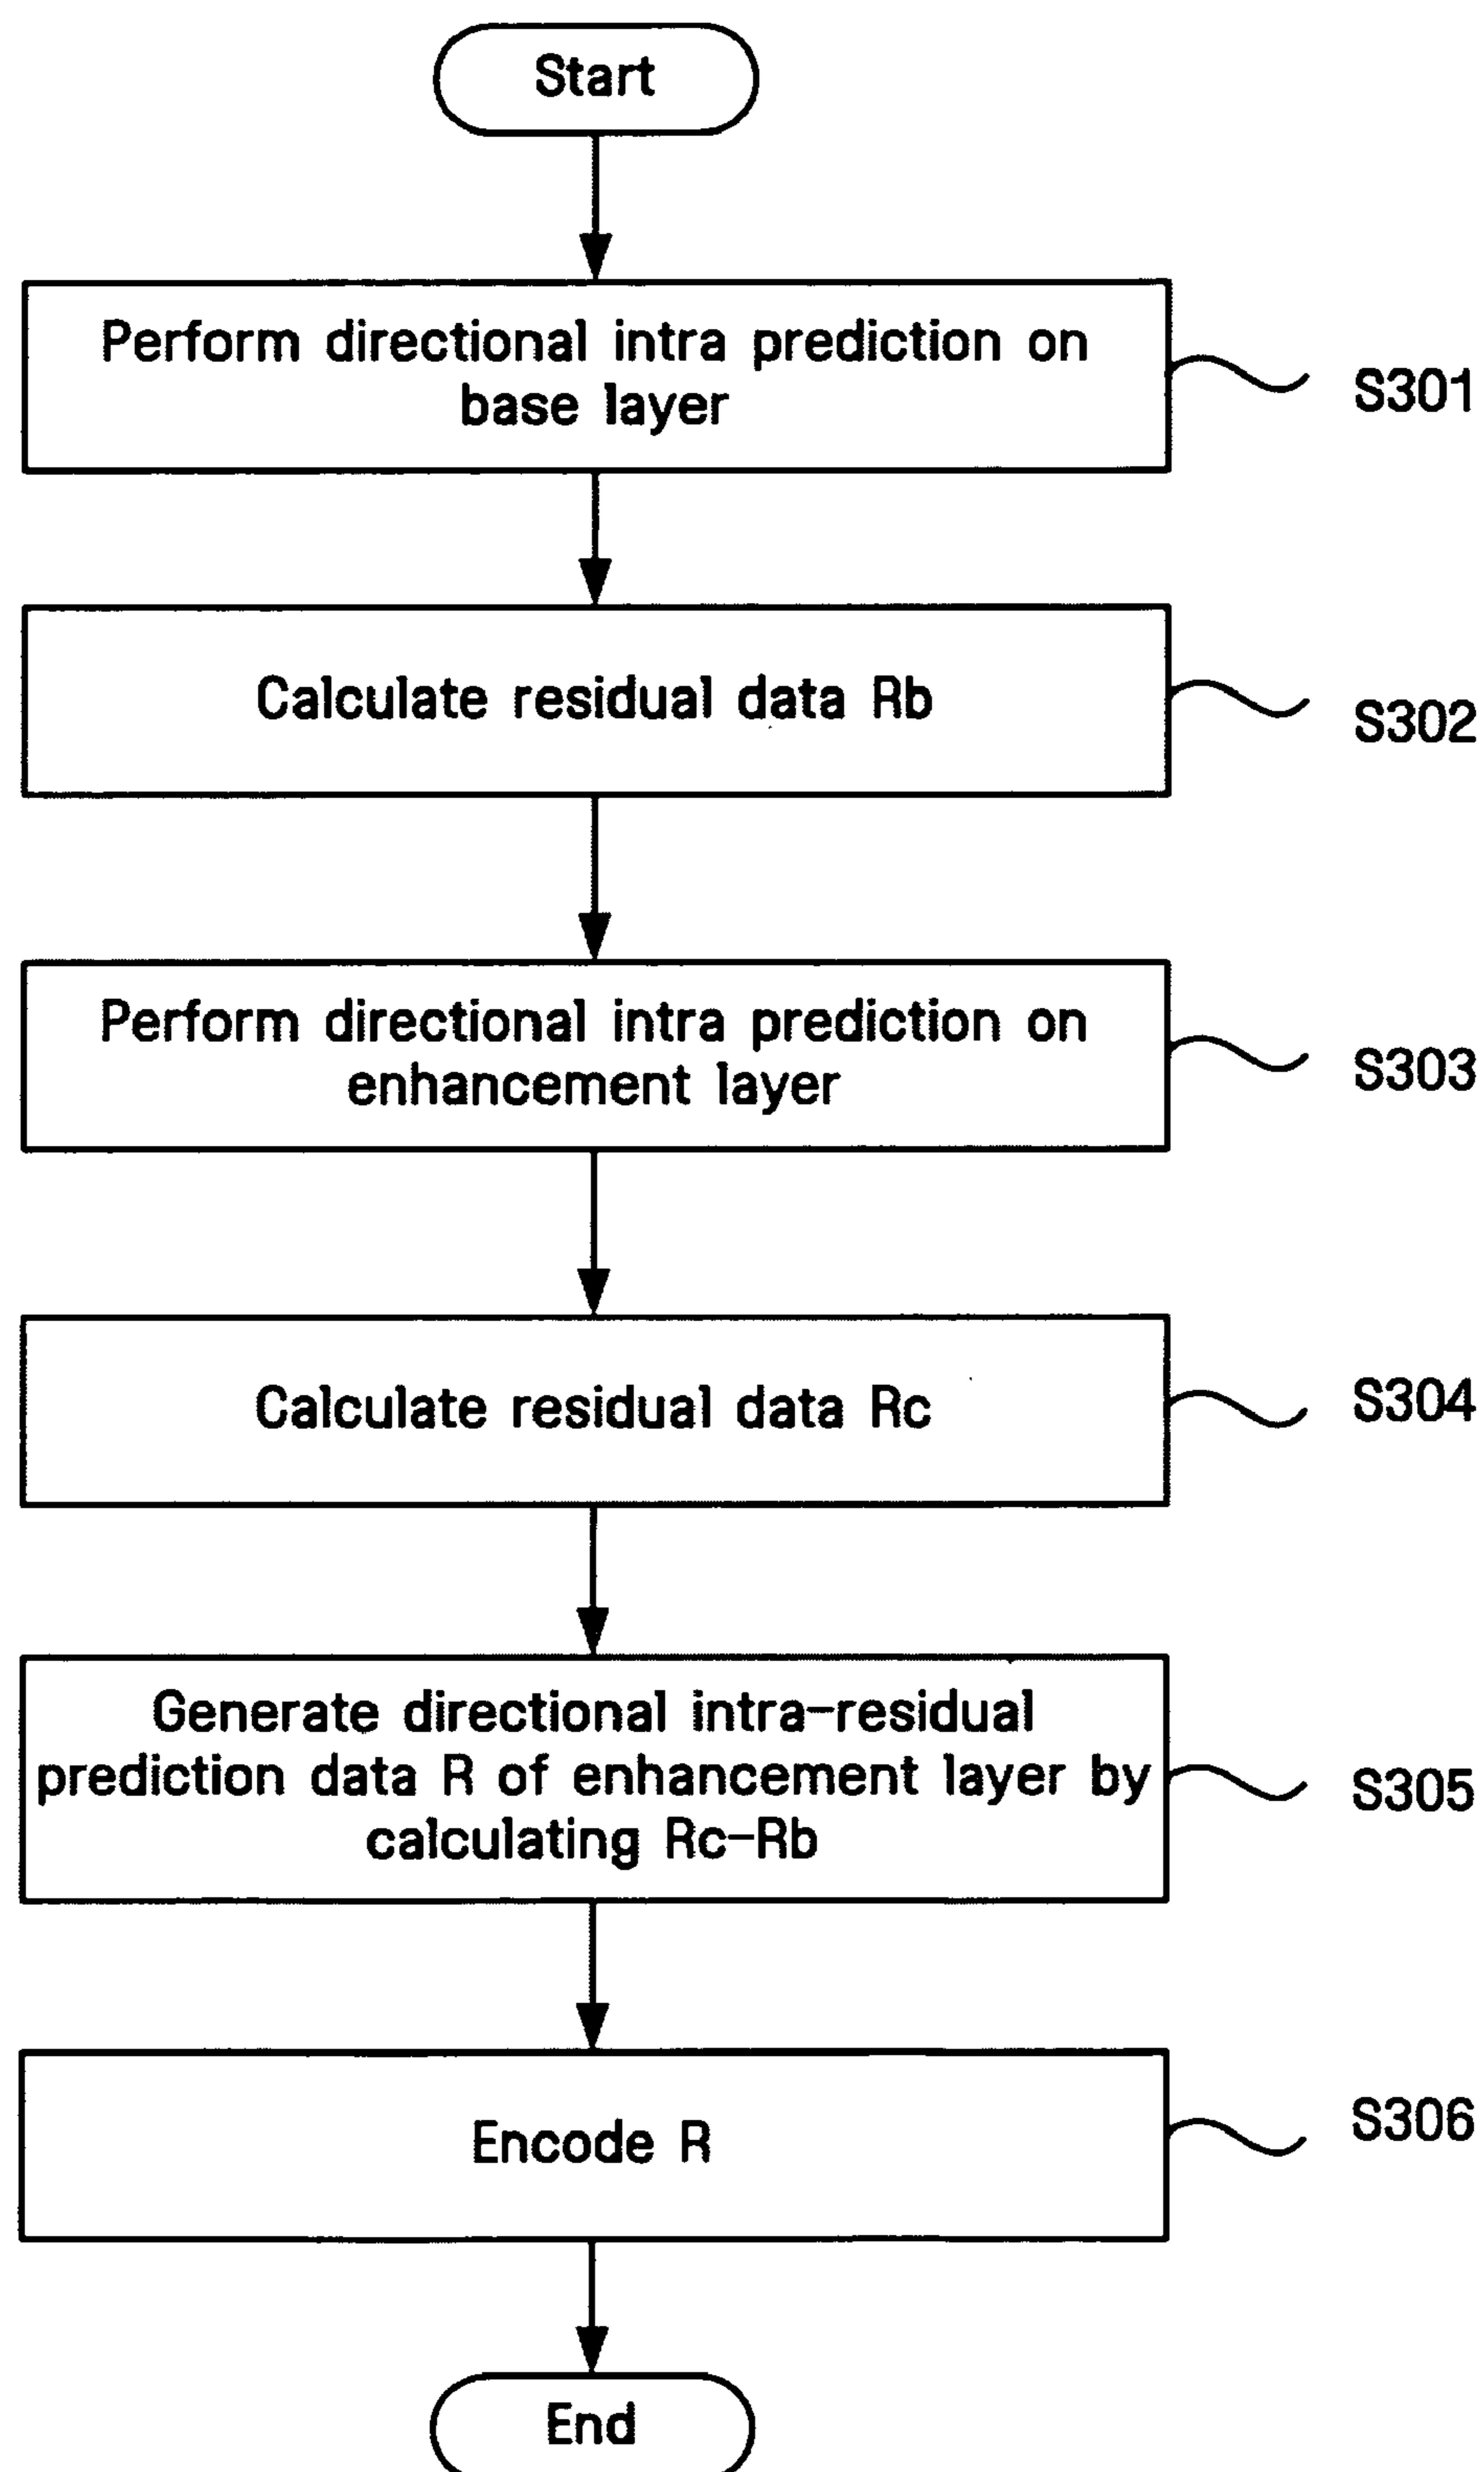 Start
Perform directional intra prediction on
base layer
S301
Calculate residual data Rb
S302
Perform directional intra prediction on
enhancement layer
S303
Calculate residual data Rc
S304
Generate directional intra-residual
prediction data R of enhancement layer by
calculating Rc-Rb
S305
Encode R
S306
End